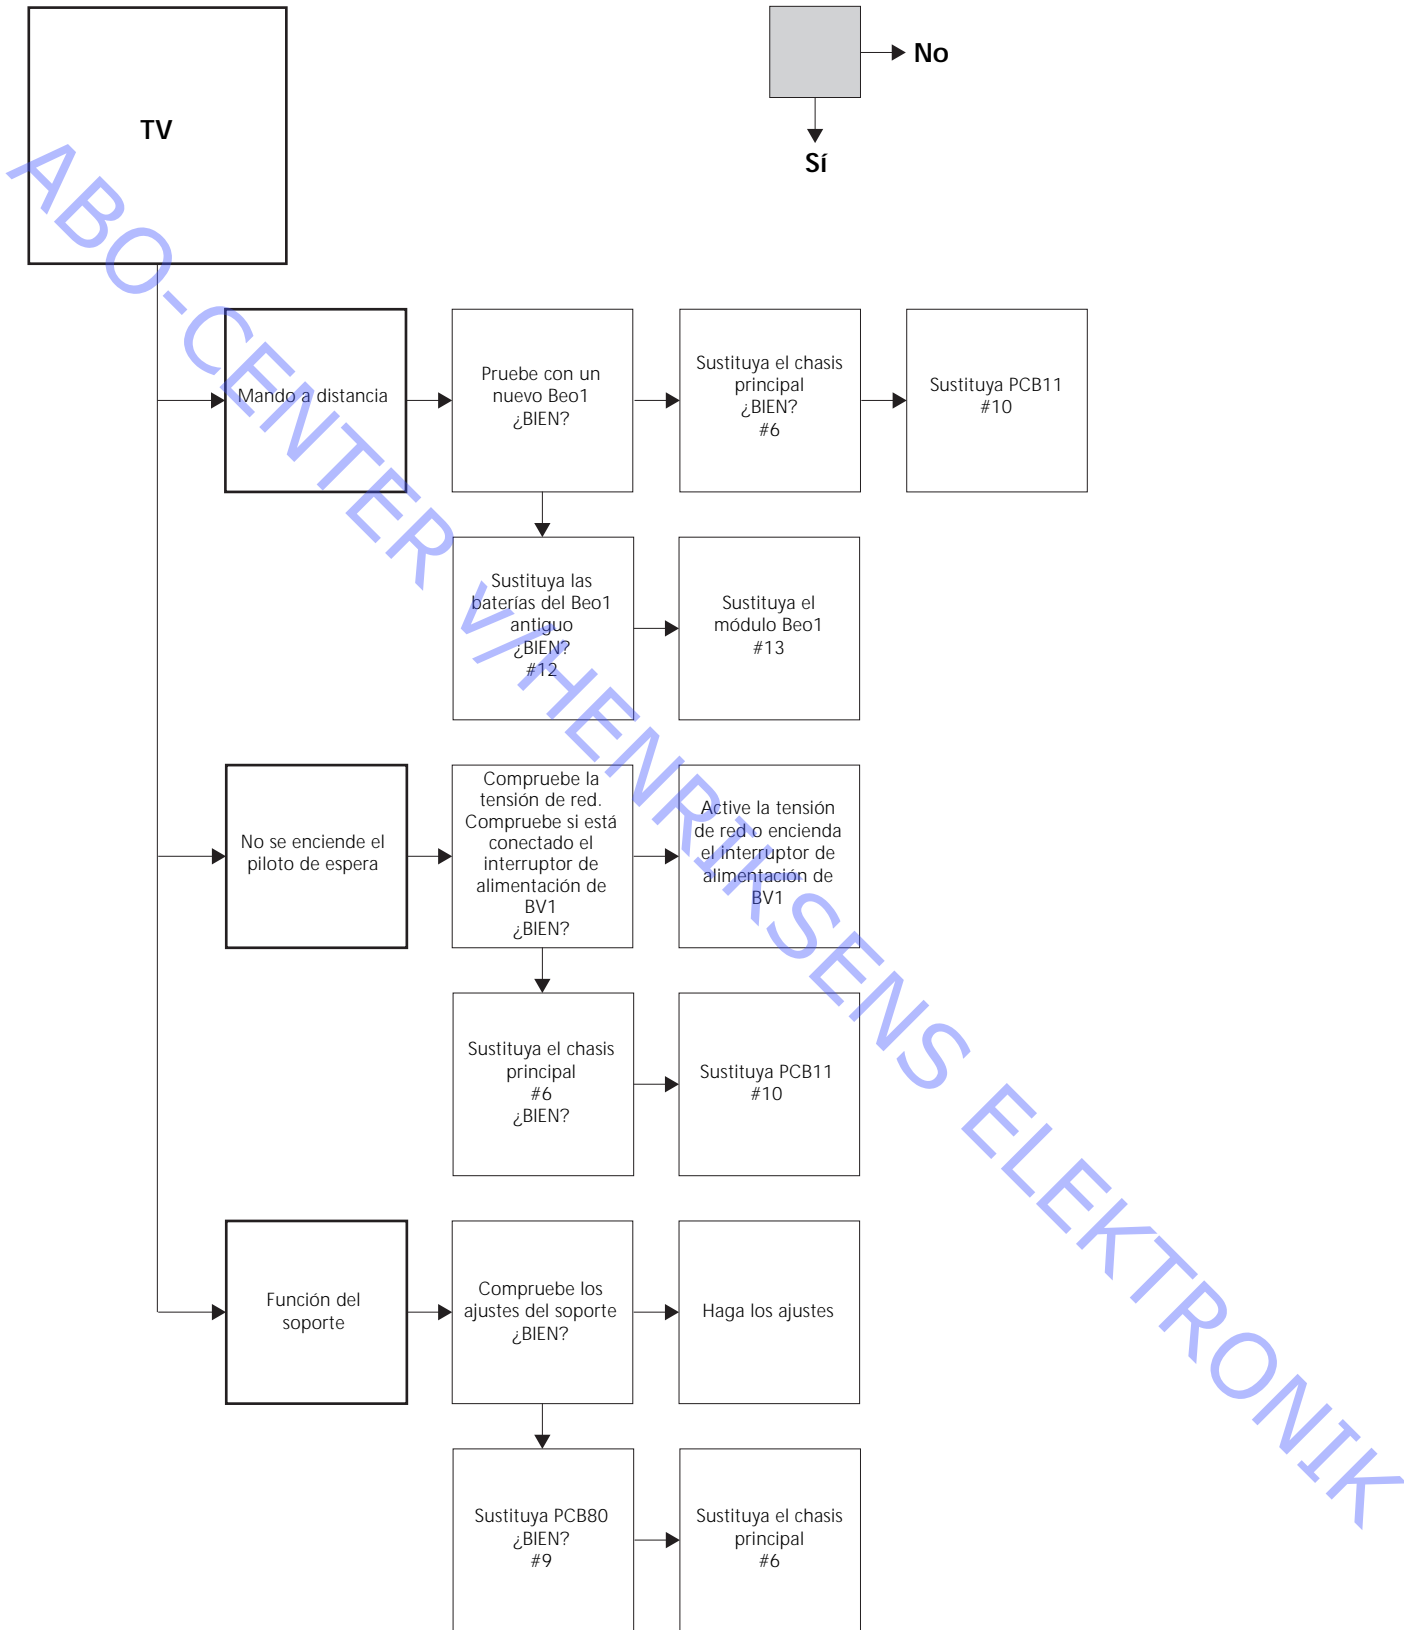 TV
No
Sí
Mando a distancia
Pruebe con un
nuevo Beo1
¿BIEN?
Sustituya el chasis
principal
¿BIEN?
#6
Sustituya PCB11
#10
Sustituya las
baterías del Beo1
antiguo
¿BIEN?
#12
Sustituya el
módulo Beo1
#13
No se enciende el
piloto de espera
Compruebe la
tensión de red.
Compruebe si está
conectado el
interruptor de
alimentación de
BV1
¿BIEN?
Active la tensión
de red o encienda
el interruptor de
alimentación de
BV1
Sustituya el chasis
principal
#6
¿BIEN?
Sustituya PCB11
#10
Función del
soporte
Compruebe los
ajustes del soporte
¿BIEN?
Haga los ajustes
Sustituya PCB80
¿BIEN?
#9
Sustituya el chasis
principal
#6
ABO-CENTER v/HENRIKSENS ELEKTRONIK